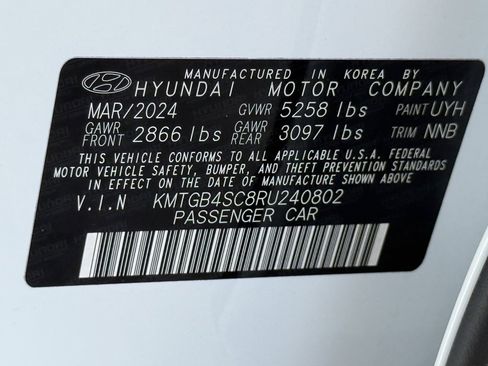 MANUFACTURED IN KOREA BY
HYUNDAI MOTOR COMPANY
MAR/2024 GVWR 5258 lbs PAINT UYH
GAWR FRONT 2866 lbs GAWR REAR 3097 lbs TRIM NNB
THIS VEHICLE CONFORMS TO ALL APPLICABLE U.S.A. FEDERAL
MOTOR VEHICLE SAFETY, BUMPER, AND THEFT PREVENTION STANDARDS
IN EFFECT ON THE DATE OF MANUFACTURE SHOWN ABOVE.
V.I.N KMTGB4SC8RU240802
PASSENGER CAR